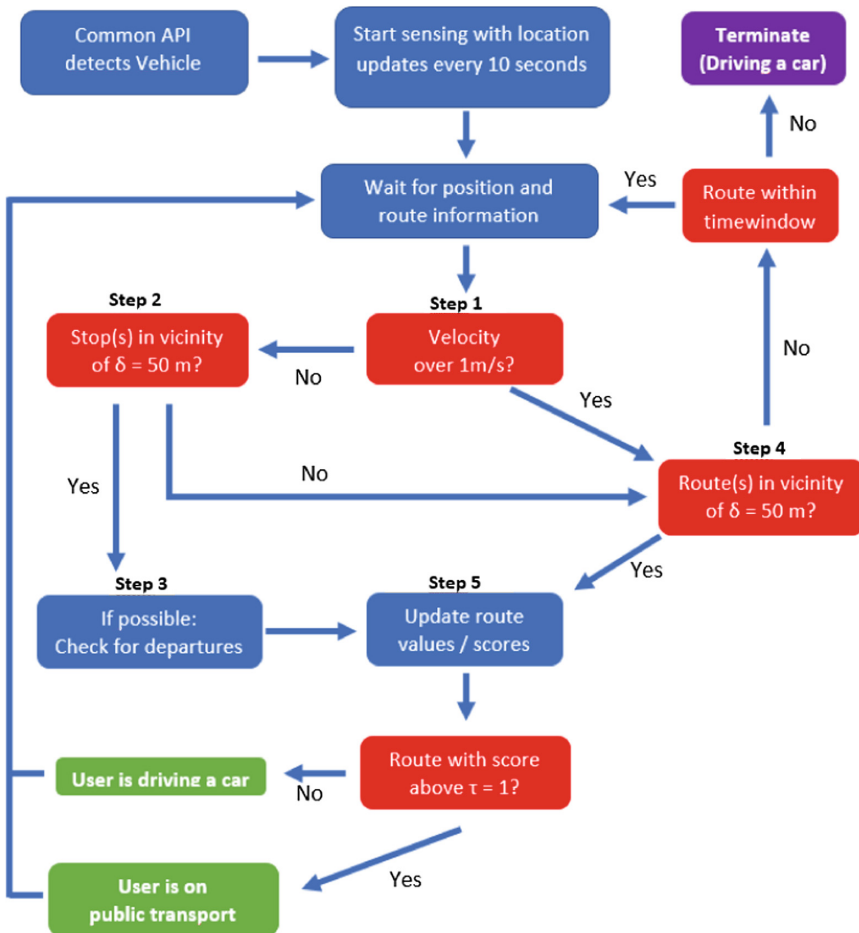 Common API
detects Vehicle
Start sensing with location
updates every 10 seconds
Terminate
(Driving a car)
No
Wait for position and
route information
Yes
Route within
timewindow
Step 2
Step 1
Stop(s) in vicinity
of δ = 50 m?
No
Velocity
over 1m/s?
No
Yes
Step 4
Yes
No
Route(s) in vicinity
of δ = 50 m?
Yes
Step 3
Step 5
If possible:
Check for departures
Update route
values / scores
User is driving a car
No
Route with score
above τ = 1?
Yes
User is on
public transport